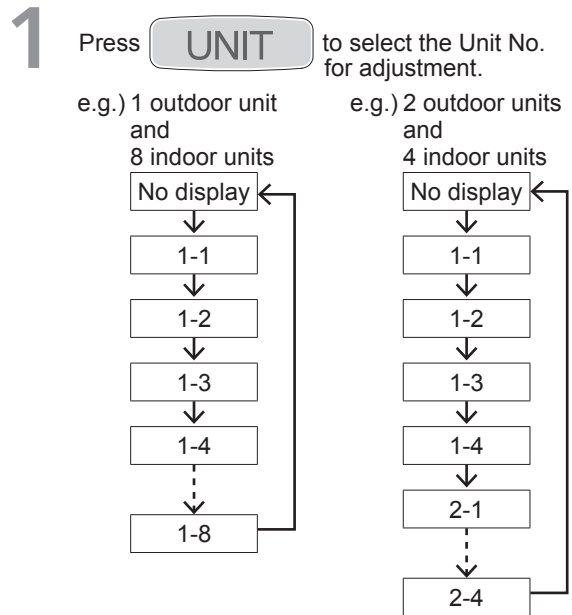 1
Press UNIT to select the Unit No.
for adjustment.
e.g.) 1 outdoor unit
and
8 indoor units
No display
1-1
1-2
1-3
1-4
1-8
e.g.) 2 outdoor units
and
4 indoor units
No display
1-1
1-2
1-3
1-4
2-1
2-4